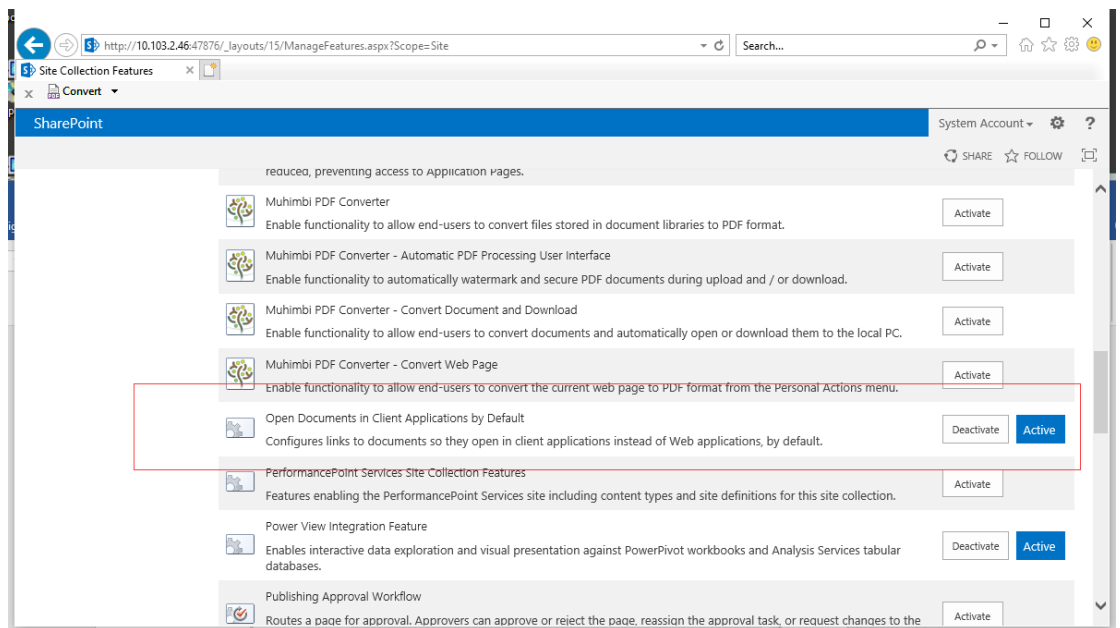 http://10.103.2.46:47876/_layouts/15/ManageFeatures.aspx?Scope=Site
Search...
Site Collection Features
x Convert
SharePoint
System Account
?
SHARE
FOLLOW
reduced, preventing access to Application Pages.
Muhimbi PDF Converter
Enable functionality to allow end-users to convert files stored in document libraries to PDF format.
Activate
Muhimbi PDF Converter - Automatic PDF Processing User Interface
Enable functionality to automatically watermark and secure PDF documents during upload and / or download.
Activate
Muhimbi PDF Converter - Convert Document and Download
Enable functionality to allow end-users to convert documents and automatically open or download them to the local PC.
Activate
Muhimbi PDF Converter - Convert Web Page
Enable functionality to allow end-users to convert the current web page to PDF format from the Personal Actions menu.
Activate
Open Documents in Client Applications by Default
Configures links to documents so they open in client applications instead of Web applications, by default.
Deactivate
Active
PerformancePoint Services Site Collection Features
Features enabling the PerformancePoint Services site including content types and site definitions for this site collection.
Activate
Power View Integration Feature
Enables interactive data exploration and visual presentation against PowerPivot workbooks and Analysis Services tabular
databases.
Deactivate
Active
Publishing Approval Workflow
Routes a page for approval. Approvers can approve or reject the page, reassign the approval task, or request changes to the
Activate